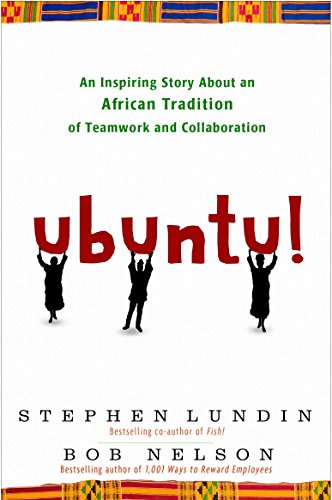 An Inspiring Story About an
African Tradition
of Teamwork and Collaboration
ubuntu!
STEPHEN LUNDIN
Bestselling co-author of Fish!
BOB NELSON
Bestselling author of 1,001 Ways to Reward Employees